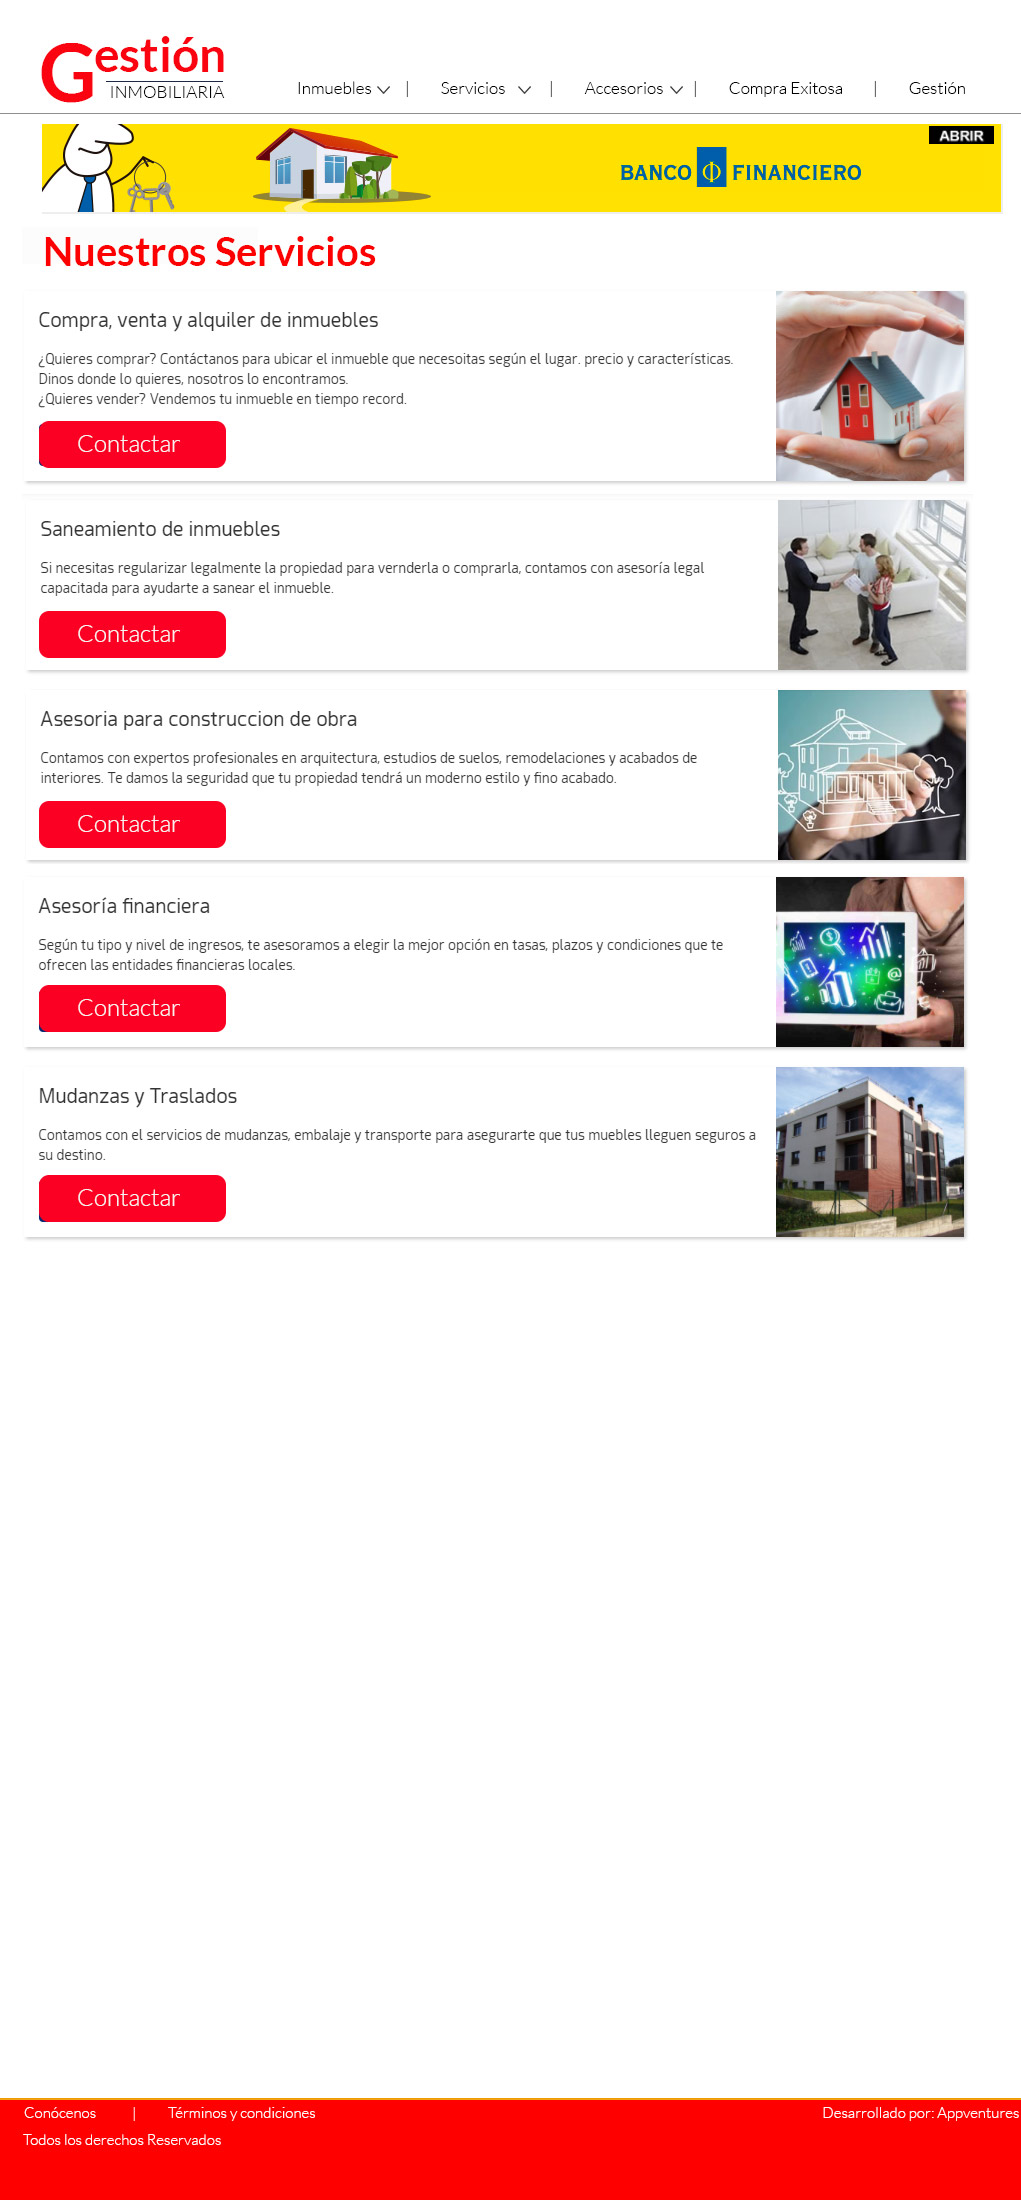 Gestión
INMOBILIARIA
Inmuebles | Servicios | Accesorios | Compra Exitosa | Gestión
ABRIR
BANCO FINANCIERO
Nuestros Servicios
Compra, venta y alquiler de inmuebles
¿Quieres comprar? Contáctanos para ubicar el inmueble que necesoitas según el lugar. precio y características.
Dinos donde lo quieres, nosotros lo encontramos.
¿Quieres vender? Vendemos tu inmueble en tiempo record.
Contactar
Saneamiento de inmuebles
Si necesitas regularizar legalmente la propiedad para vernderla o comprarla, contamos con asesoría legal
capacitada para ayudarte a sanear el inmueble.
Contactar
Asesoria para construccion de obra
Contamos con expertos profesionales en arquitectura, estudios de suelos, remodelaciones y acabados de
interiores. Te damos la seguridad que tu propiedad tendrá un moderno estilo y fino acabado.
Contactar
Asesoría financiera
Según tu tipo y nivel de ingresos, te asesoramos a elegir la mejor opción en tasas, plazos y condiciones que te
ofrecen las entidades financieras locales.
Contactar
Mudanzas y Traslados
Contamos con el servicios de mudanzas, embalaje y transporte para asegurarte que tus muebles lleguen seguros a
su destino.
Contactar
Conócenos | Términos y condiciones
Desarrollado por: Appventures
Todos los derechos Reservados